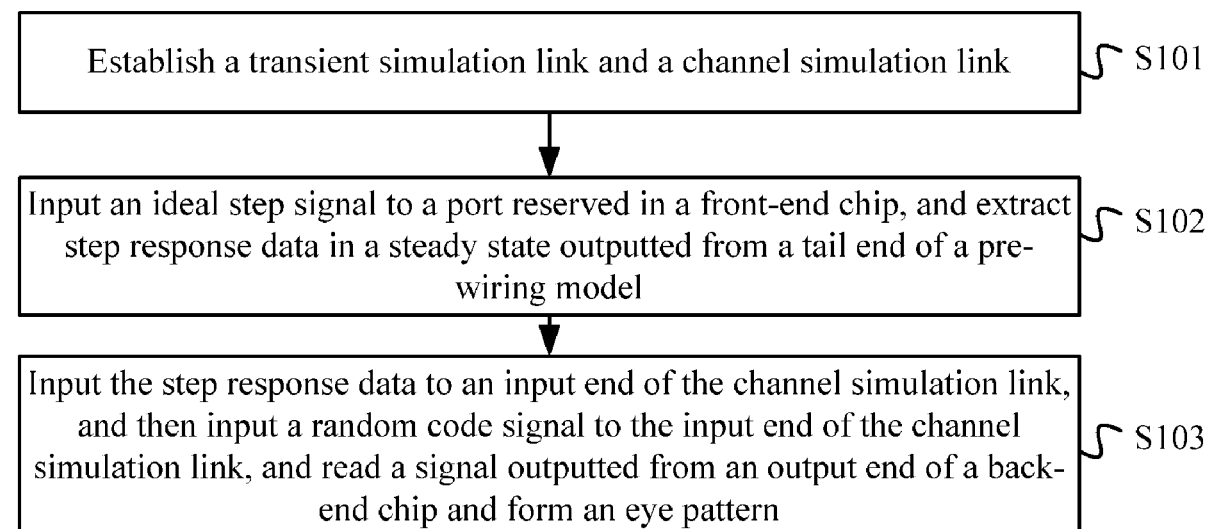 Establish a transient simulation link and a channel simulation link
S101
Input an ideal step signal to a port reserved in a front-end chip, and extract
step response data in a steady state outputted from a tail end of a pre-
wiring model
S102
Input the step response data to an input end of the channel simulation link,
and then input a random code signal to the input end of the channel
simulation link, and read a signal outputted from an output end of a back-
end chip and form an eye pattern
S103